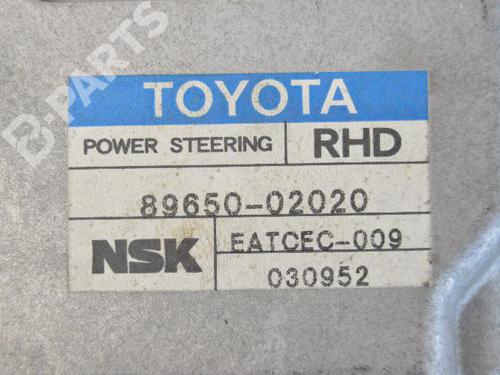 B-PARTS
TOYOTA
POWER STEERING RHD
89650-02020
NSK EATCEC-009
030952